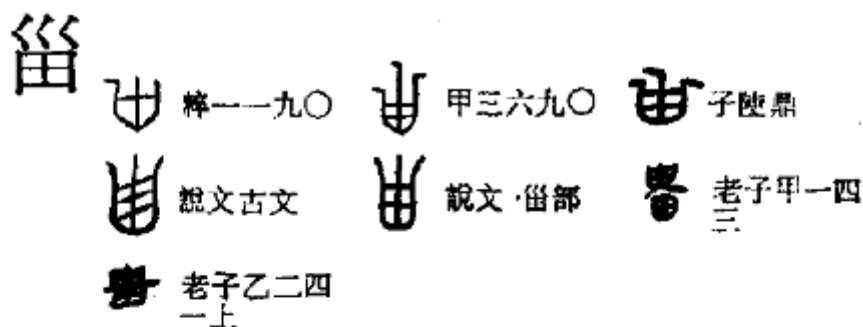 甾
粹一一九〇
甲三六九〇
子陝鼎
說文古文
說文·甾部
老子甲一四
三
老子乙二四
一上